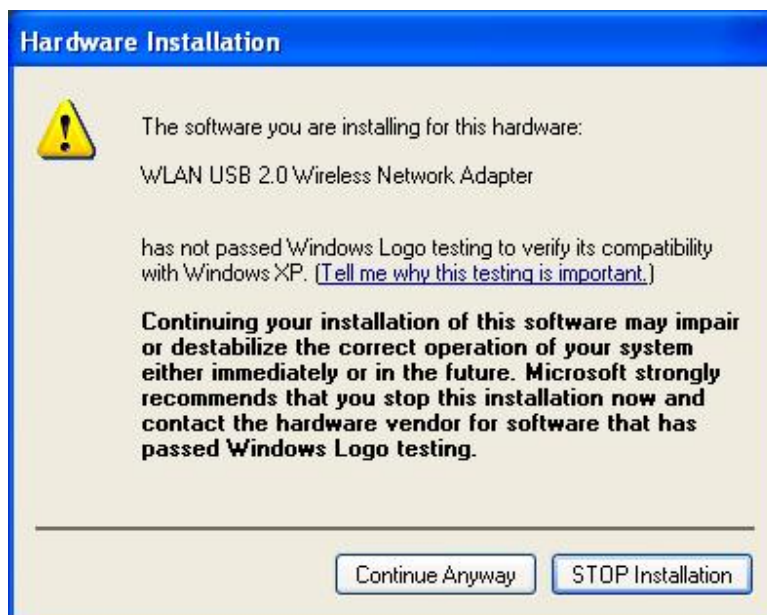 Hardware Installation
The software you are installing for this hardware:
WLAN USB 2.0 Wireless Network Adapter
has not passed Windows Logo testing to verify its compatibility
with Windows XP. (Tell me why this testing is important.)
Continuing your installation of this software may impair
or destabilize the correct operation of your system
either immediately or in the future. Microsoft strongly
recommends that you stop this installation now and
contact the hardware vendor for software that has
passed Windows Logo testing.
Continue Anyway STOP Installation